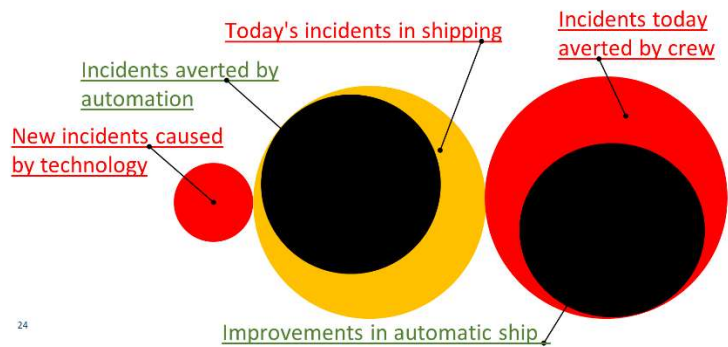 Today's incidents in shipping
Incidents today
averted by crew
Incidents averted by
automation
New incidents caused
by technology
24
Improvements in automatic ship